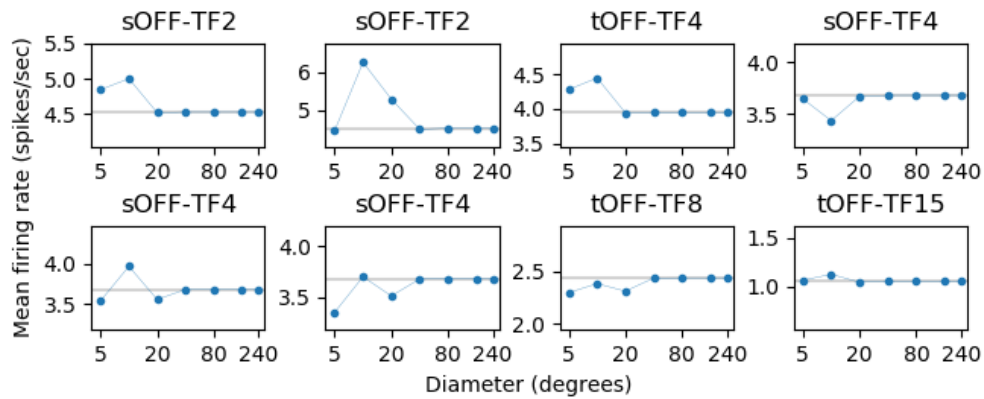 sOFF-TF2 sOFF-TF2 tOFF-TF4 sOFF-TF4
Mean firing rate (spikes/sec)
5.5
5.0
4.5
5 20 80 240
6
5
5 20 80 240
4.5
4.0
3.5
5 20 80 240
4.0
3.5
5 20 80 240
sOFF-TF4 sOFF-TF4 tOFF-TF8 tOFF-TF15
4.0
3.5
5 20 80 240
4.0
3.5
5 20 80 240
2.5
2.0
5 20 80 240
1.5
1.0
5 20 80 240
Diameter (degrees)